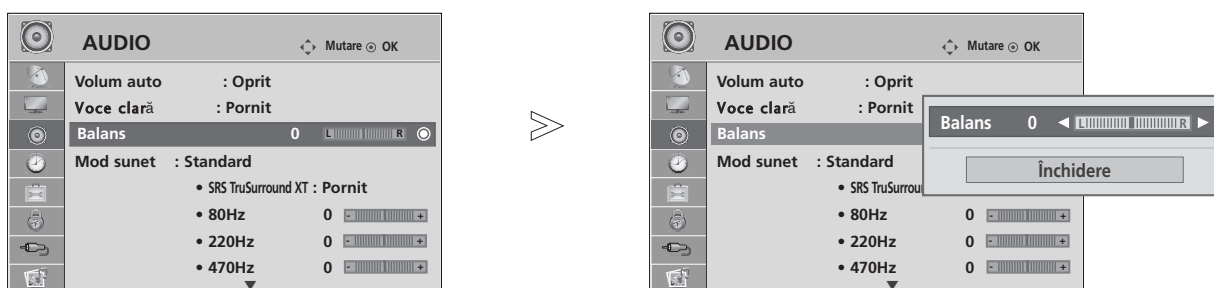 AUDIO
Mutare OK
Volum auto : Oprit
Voce clară : Pornit
Balans 0 L R
Mod sunet : Standard
• SRS TruSurround XT : Pornit
• 80Hz 0 - +
• 220Hz 0 - +
• 470Hz 0 - +
AUDIO
Mutare OK
Volum auto : Oprit
Voce clară : Pornit
Balans
Mod sunet : Standard
• SRS TruSurrou
• 80Hz 0 - +
• 220Hz 0 - +
• 470Hz 0 - +
Balans 0 L R
Închidere